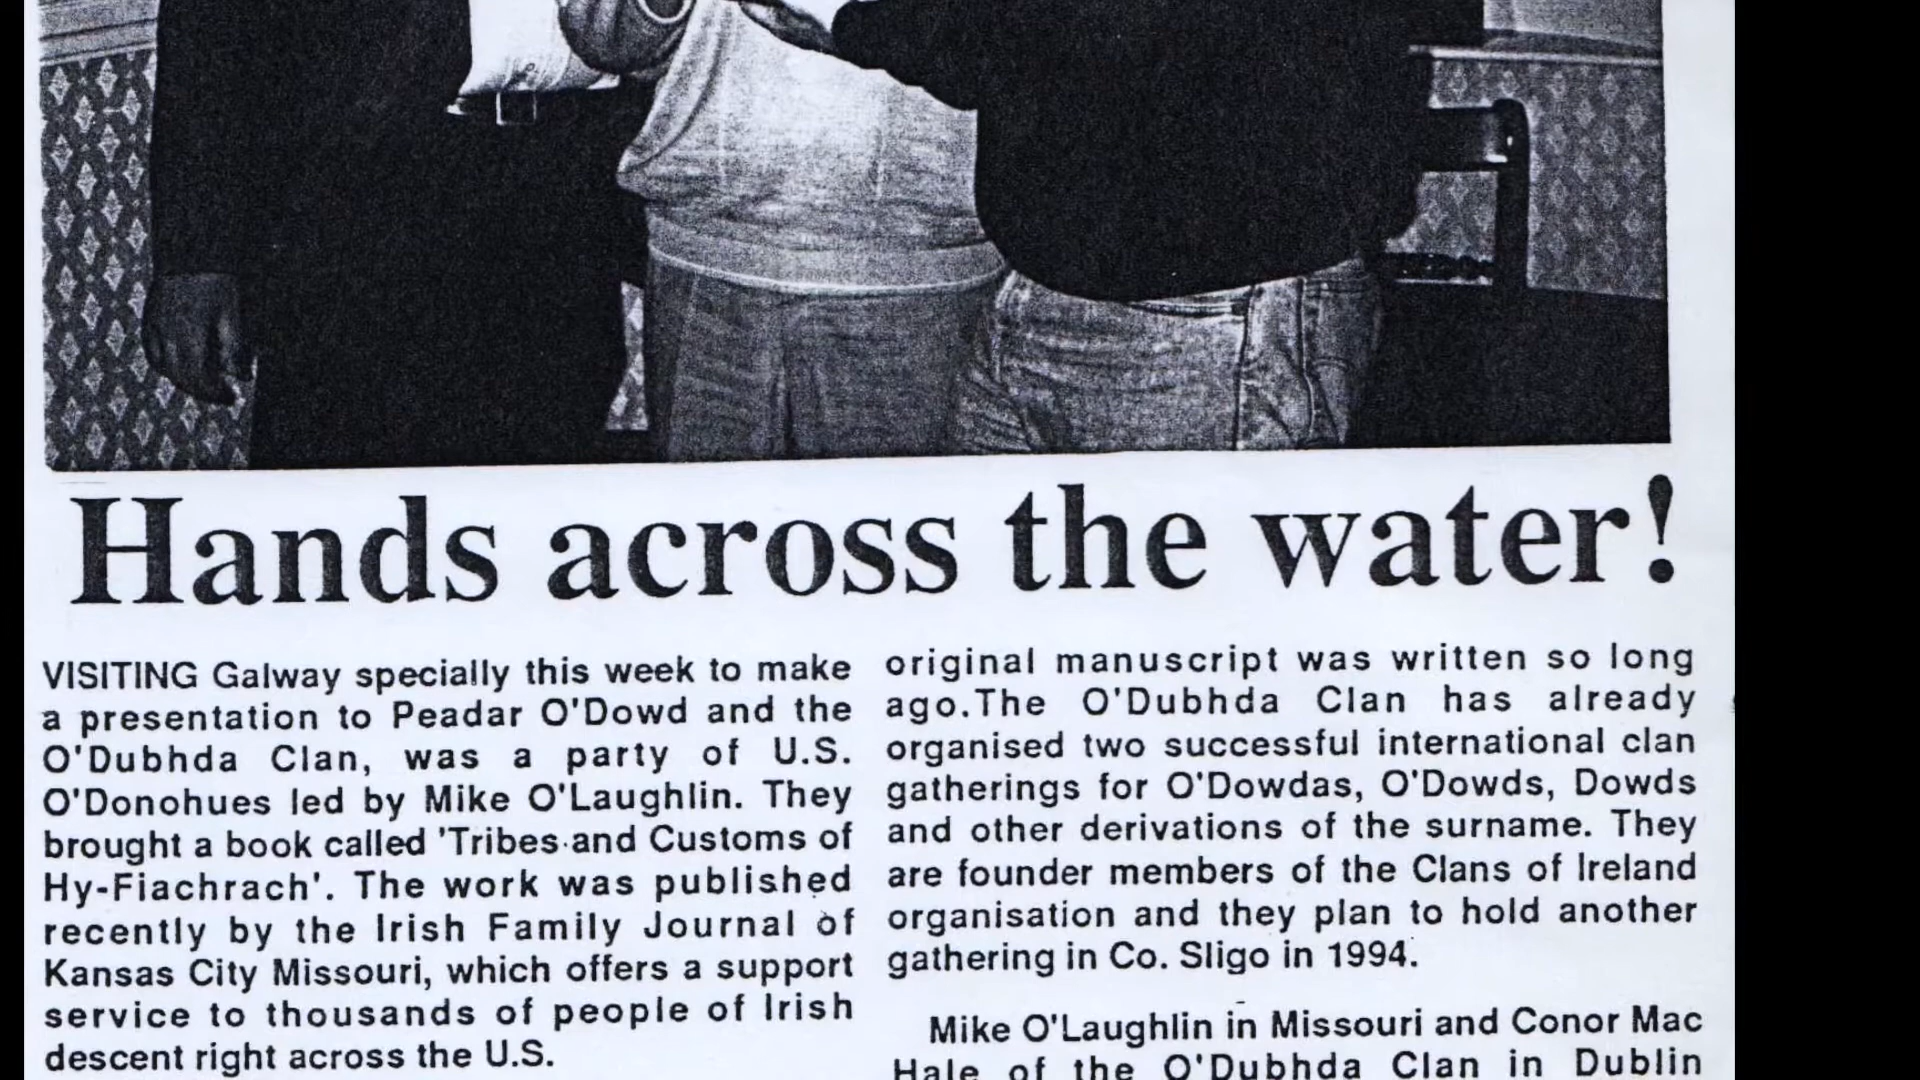 Hands across the water!
VISITING Galway specially this week to make
a presentation to Peadar O'Dowd and the
O'Dubhda Clan, was a party of U.S.
O'Donohues led by Mike O'Laughlin. They
brought a book called 'Tribes and Customs of
Hy-Fiachrach'. The work was published
recently by the Irish Family Journal of
Kansas City Missouri, which offers a support
service to thousands of people of Irish
descent right across the U.S.
original manuscript was written so long
ago.The O'Dubhda Clan has already
organised two successful international clan
gatherings for O'Dowdas, O'Dowds, Dowds
and other derivations of the surname. They
are founder members of the Clans of Ireland
organisation and they plan to hold another
gathering in Co. Sligo in 1994.
Mike O'Laughlin in Missouri and Conor Mac
Hale of the O'Dubhda Clan in Dublin